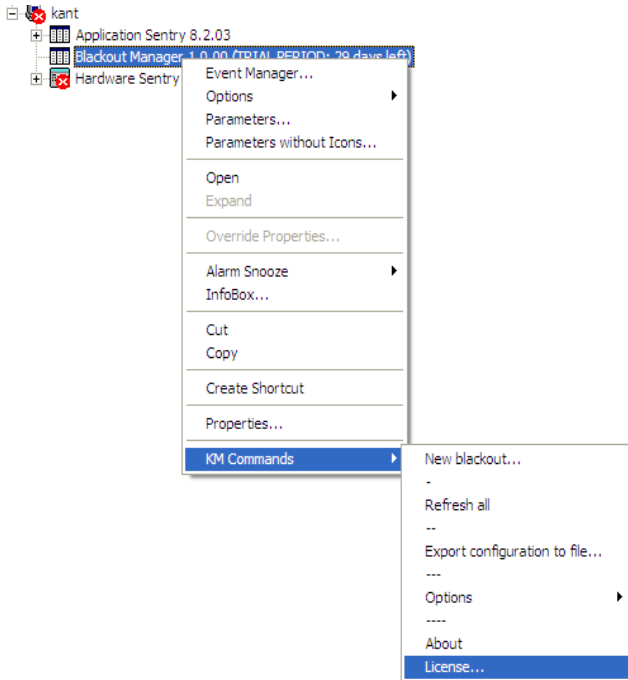 kant
Application Sentry 8.2.03
Blackout Manager 1.0.00 (TRIAL PERIOD: 29 days left)
Hardware Sentry
Event Manager...
Options
Parameters...
Parameters without Icons...
Open
Expand
Override Properties...
Alarm Snooze
InfoBox...
Cut
Copy
Create Shortcut
Properties...
KM Commands
New blackout...
-
Refresh all
--
Export configuration to file...
---
Options
----
About
License...